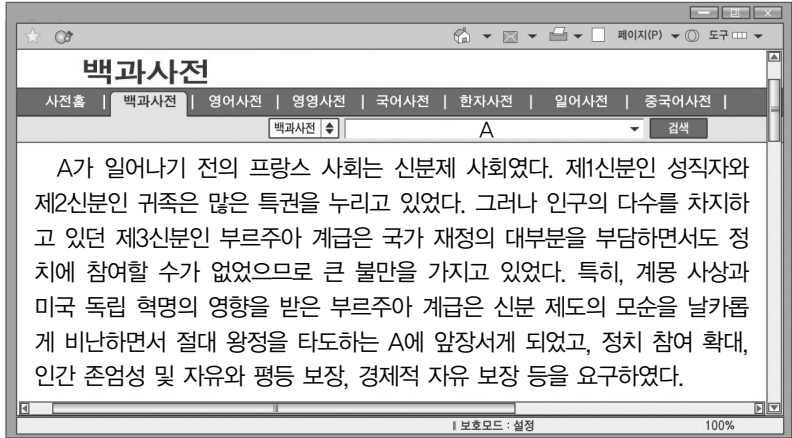 페이지(P) 도구
백과사전
사전홈 | 백과사전 | 영어사전 | 영영사전 | 국어사전 | 한자사전 | 일어사전 | 중국어사전 |
백과사전 A 검색
A가 일어나기 전의 프랑스 사회는 신분제 사회였다. 제1신분인 성직자와
제2신분인 귀족은 많은 특권을 누리고 있었다. 그러나 인구의 다수를 차지하
고 있던 제3신분인 부르주아 계급은 국가 재정의 대부분을 부담하면서도 정
치에 참여할 수가 없었으므로 큰 불만을 가지고 있었다. 특히, 계몽 사상과
미국 독립 혁명의 영향을 받은 부르주아 계급은 신분 제도의 모순을 날카롭
게 비난하면서 절대 왕정을 타도하는 A에 앞장서게 되었고, 정치 참여 확대,
인간 존엄성 및 자유와 평등 보장, 경제적 자유 보장 등을 요구하였다.
보호모드 : 설정 100%